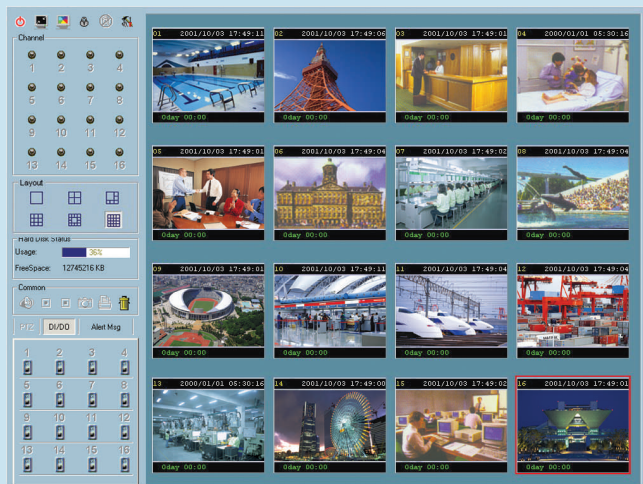 Channel
1 2 3 4
5 6 7 8
9 10 11 12
13 14 15 16
Layout
Hard Disk Status
Usage: 36%
FreeSpace: 12745216 KB
Common
PTZ DI/DO Alert Msg
1 2 3 4
5 6 7 8
9 10 11 12
13 14 15 16
01 2001/10/03 17:49:11
0day 00:00
02 2001/10/03 17:49:06
0day 00:00
03 2001/10/03 17:49:01
0day 00:00
04 2000/01/01 05:30:16
0day 00:00
05 2001/10/03 17:49:01
0day 00:00
06 2001/10/03 17:49:04
0day 00:00
07 2001/10/03 17:49:02
0day 00:00
08 2001/10/03 17:49:04
0day 00:00
09 2001/10/03 17:49:01
0day 00:00
10 2001/10/03 17:49:11
0day 00:00
11 2001/10/03 17:49:04
0day 00:00
12 2001/10/03 17:49:04
0day 00:00
13 2000/01/01 05:30:16
0day 00:00
14 2001/10/03 17:49:00
0day 00:00
15 2001/10/03 17:49:02
0day 00:00
16 2001/10/03 17:49:01
0day 00:00